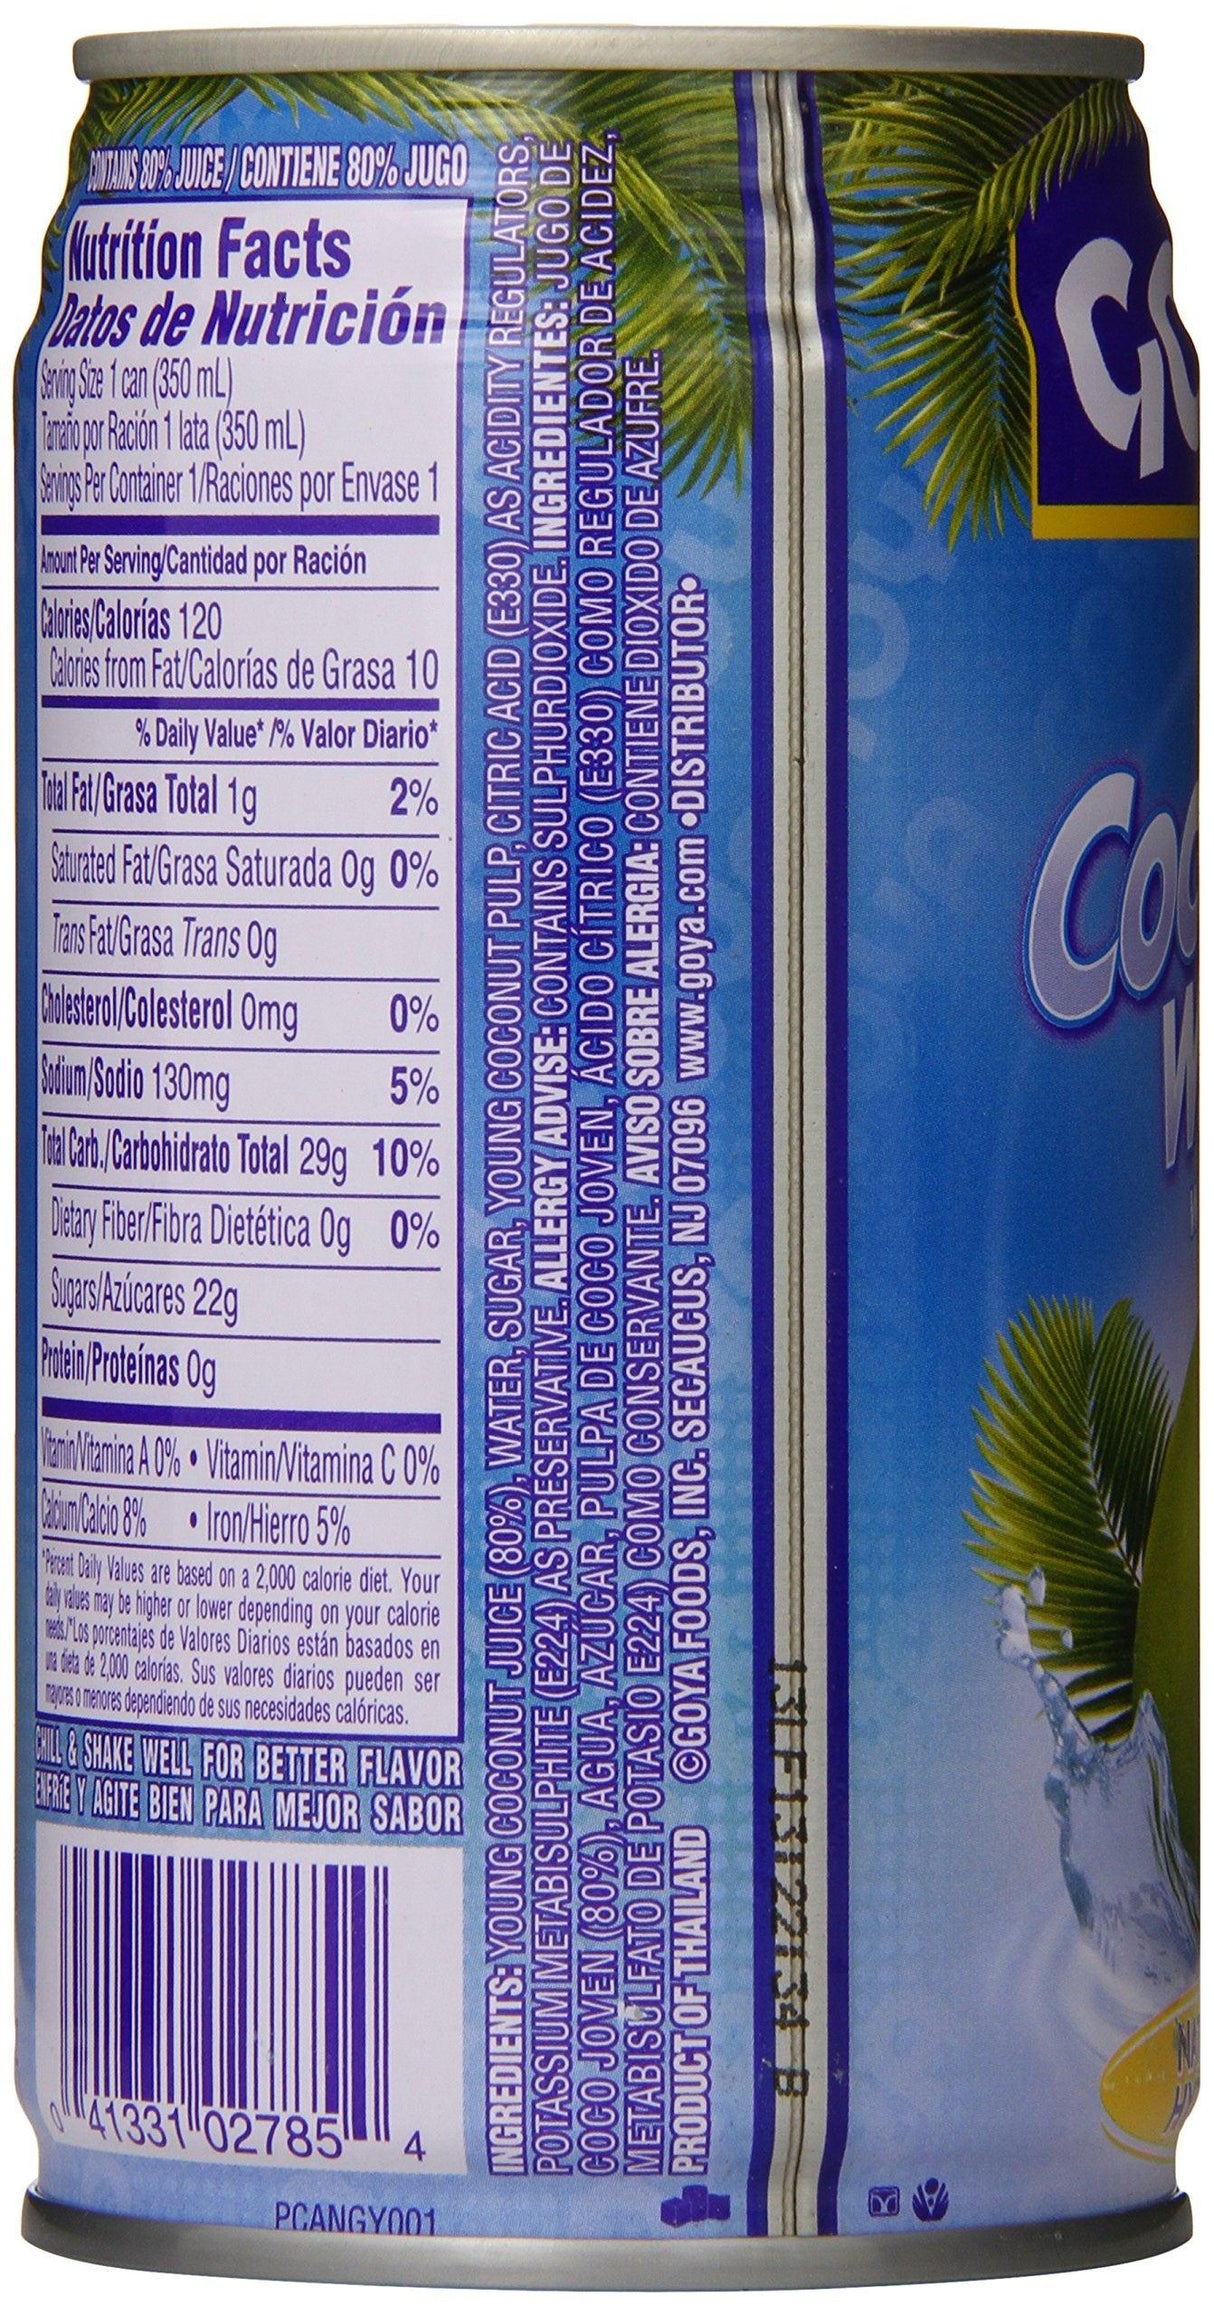 CONTAINS 80% JUICE / CONTIENE 80% JUGO
Nutrition Facts
Datos de Nutrición
Serving Size 1 can (350 mL)
Tamaño por Ración 1 lata (350 mL)
Servings Per Container 1/Raciones por Envase 1
Amount Per Serving/Cantidad por Ración
Calories/Calorías 120
Calories from Fat/Calorías de Grasa 10
% Daily Value* /% Valor Diario*
Total Fat/Grasa Total 1g 2%
Saturated Fat/Grasa Saturada 0g 0%
Trans Fat/Grasa Trans 0g
Cholesterol/Colesterol 0mg 0%
Sodium/Sodio 130mg 5%
Total Carb./Carbohidrato Total 29g 10%
Dietary Fiber/Fibra Dietética 0g 0%
Sugars/Azúcares 22g
Protein/Proteínas 0g
Vitamin/Vitamina A 0% • Vitamin/Vitamina C 0%
Calcium/Calcio 8% • Iron/Hierro 5%
*Percent Daily Values are based on a 2,000 calorie diet. Your
daily values may be higher or lower depending on your calorie
needs./*Los porcentajes de Valores Diarios están basados en
una dieta de 2,000 calorías. Sus valores diarios pueden ser
mayores o menores dependiendo de sus necesidades calóricas.
CHILL & SHAKE WELL FOR BETTER FLAVOR
ENFRÍE Y AGITE BIEN PARA MEJOR SABOR
0 41331 02785 4
PCANGY001
INGREDIENTS: YOUNG COCONUT JUICE (80%), WATER, SUGAR, YOUNG COCONUT PULP, CITRIC ACID (E330) AS ACIDITY REGULATORS,
POTASSIUM METABISULPHITE (E224) AS PRESERVATIVE. ALLERGY ADVISE: CONTAINS SULPHURDIOXIDE. INGREDIENTES: JUGO DE
COCO JOVEN (80%), AGUA, AZÚCAR, PULPA DE COCO JOVEN, ÁCIDO CÍTRICO (E330) COMO REGULADOR DE ACIDEZ,
METABISULFATO DE POTASIO E224) COMO CONSERVANTE. AVISO SOBRE ALERGIA: CONTIENE DIOXIDO DE AZUFRE.
PRODUCT OF THAILAND ©GOYA FOODS, INC. SECAUCUS, NJ 07096 www.goya.com •DISTRIBUTOR•
GO
Coc
W